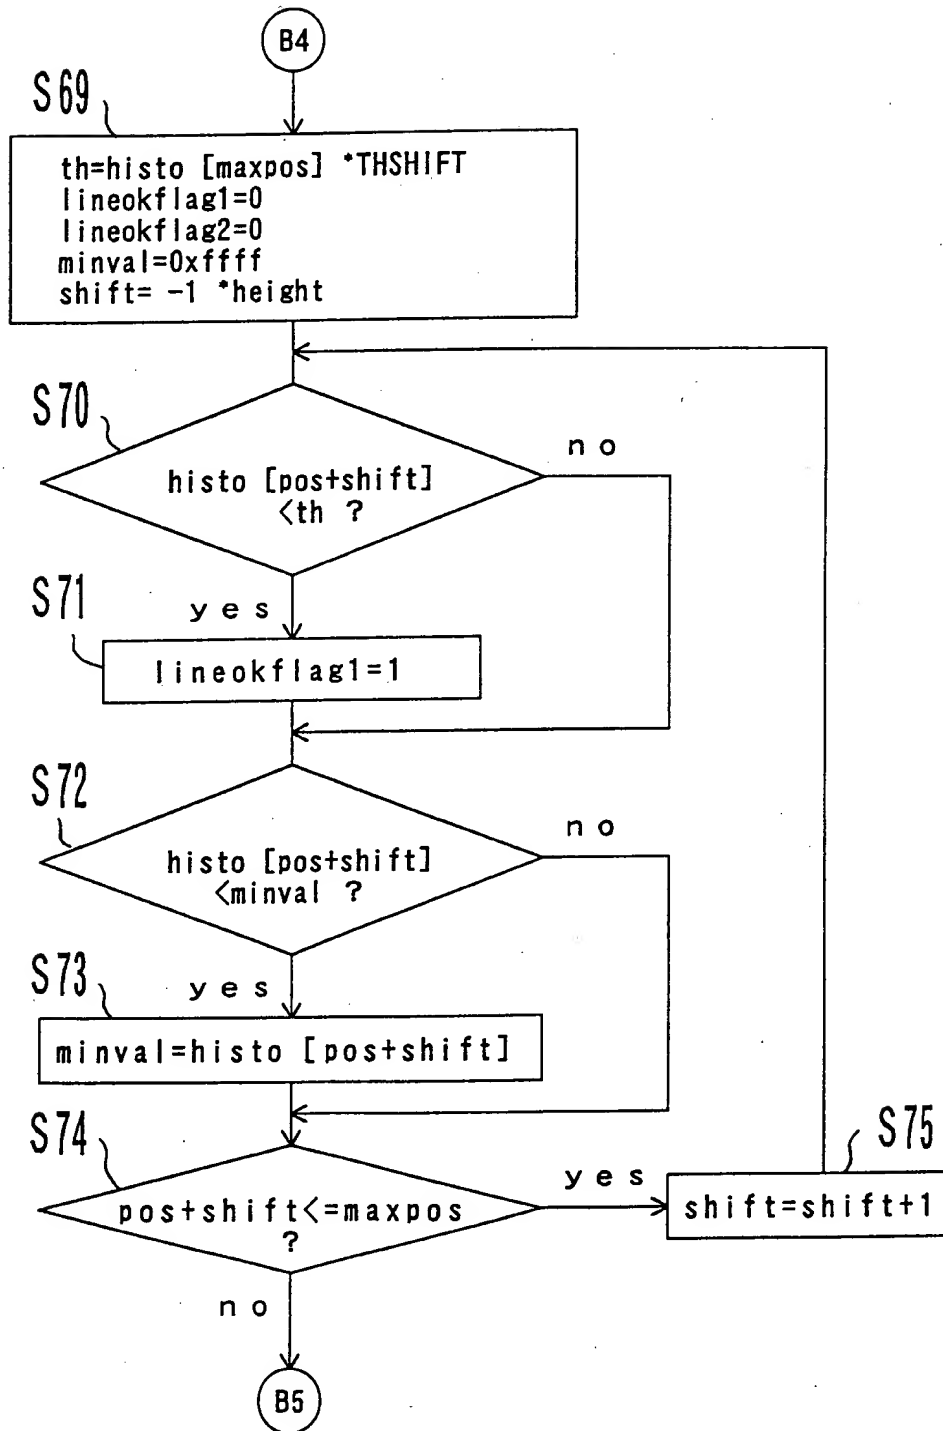 B4
S69
th=histo [maxpos] *THSHIFT
lineokflag1=0
lineokflag2=0
minval=0xffff
shift= -1 *height
S70
histo [pos+shift]
<th ?
no
yes
S71
lineokflag1=1
S72
histo [pos+shift]
<minval ?
no
yes
S73
minval=histo [pos+shift]
S74
pos+shift<=maxpos
?
yes
S75
shift=shift+1
no
B5